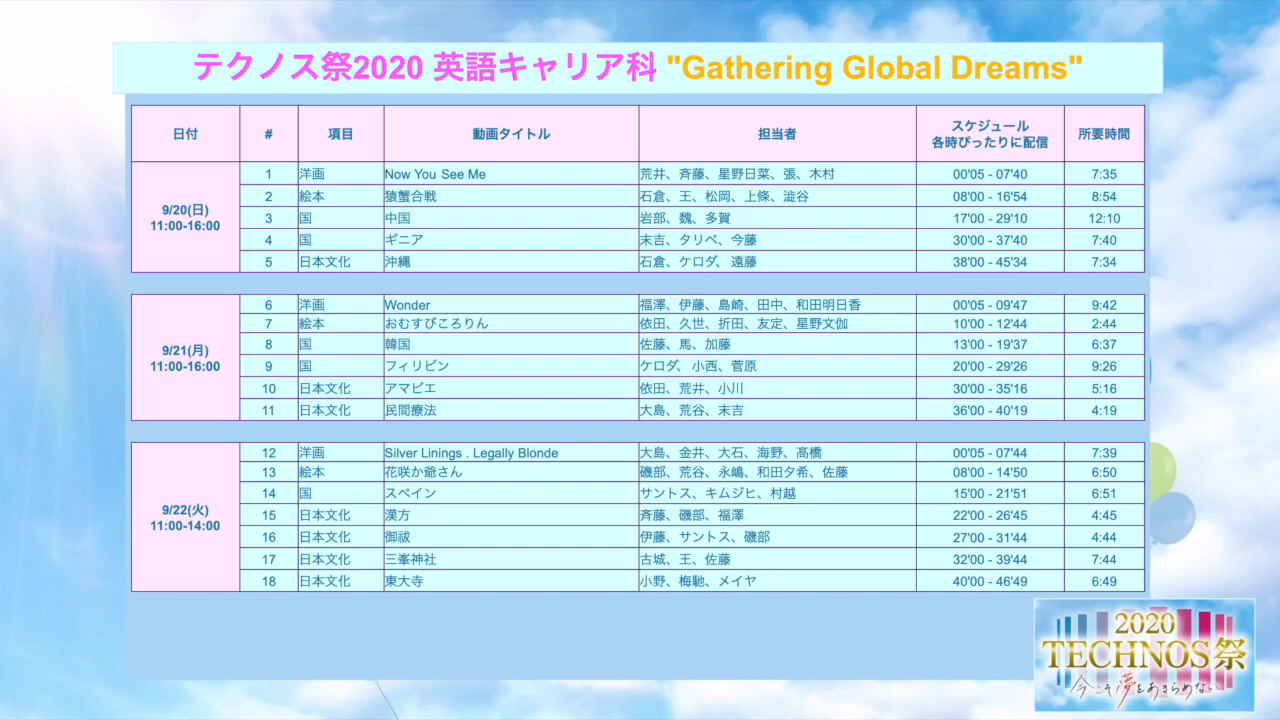 テクノス祭2020 英語キャリア科 "Gathering Global Dreams"
日付 # 項目 動画タイトル 担当者 スケジュール 各時ぴったりに配信 所要時間
9/20(日)
11:00-16:00
1 洋画 Now You See Me 荒井、斉藤、星野日菜、張、木村 00'05 - 07'40 7:35
2 絵本 猿蟹合戦 石倉、王、松岡、上條、澁谷 08'00 - 16'54 8:54
3 国 中国 岩部、魏、多賀 17'00 - 29'10 12:10
4 国 ギニア 末吉、タリベ、今藤 30'00 - 37'40 7:40
5 日本文化 沖縄 石倉、ケロダ、遠藤 38'00 - 45'34 7:34
9/21(月)
11:00-16:00
6 洋画 Wonder 福澤、伊藤、島崎、田中、和田明日香 00'05 - 09'47 9:42
7 絵本 おむすびころりん 依田、久世、折田、友定、星野文伽 10'00 - 12'44 2:44
8 国 韓国 佐藤、馬、加藤 13'00 - 19'37 6:37
9 国 フィリピン ケロダ、小西、菅原 20'00 - 29'26 9:26
10 日本文化 アマビエ 依田、荒井、小川 30'00 - 35'16 5:16
11 日本文化 民間療法 大島、荒谷、末吉 36'00 - 40'19 4:19
9/22(火)
11:00-14:00
12 洋画 Silver Linings . Legally Blonde 大島、金井、大石、海野、髙橋 00'05 - 07'44 7:39
13 絵本 花咲か爺さん 磯部、荒谷、永嶋、和田夕希、佐藤 08'00 - 14'50 6:50
14 国 スペイン サントス、キムジヒ、村越 15'00 - 21'51 6:51
15 日本文化 漢方 斉藤、磯部、福澤 22'00 - 26'45 4:45
16 日本文化 御祓 伊藤、サントス、磯部 27'00 - 31'44 4:44
17 日本文化 三峯神社 古城、王、佐藤 32'00 - 39'44 7:44
18 日本文化 東大寺 小野、梅馳、メイヤ 40'00 - 46'49 6:49
2020
TECHNOS祭
今こそ夢をあきらめない